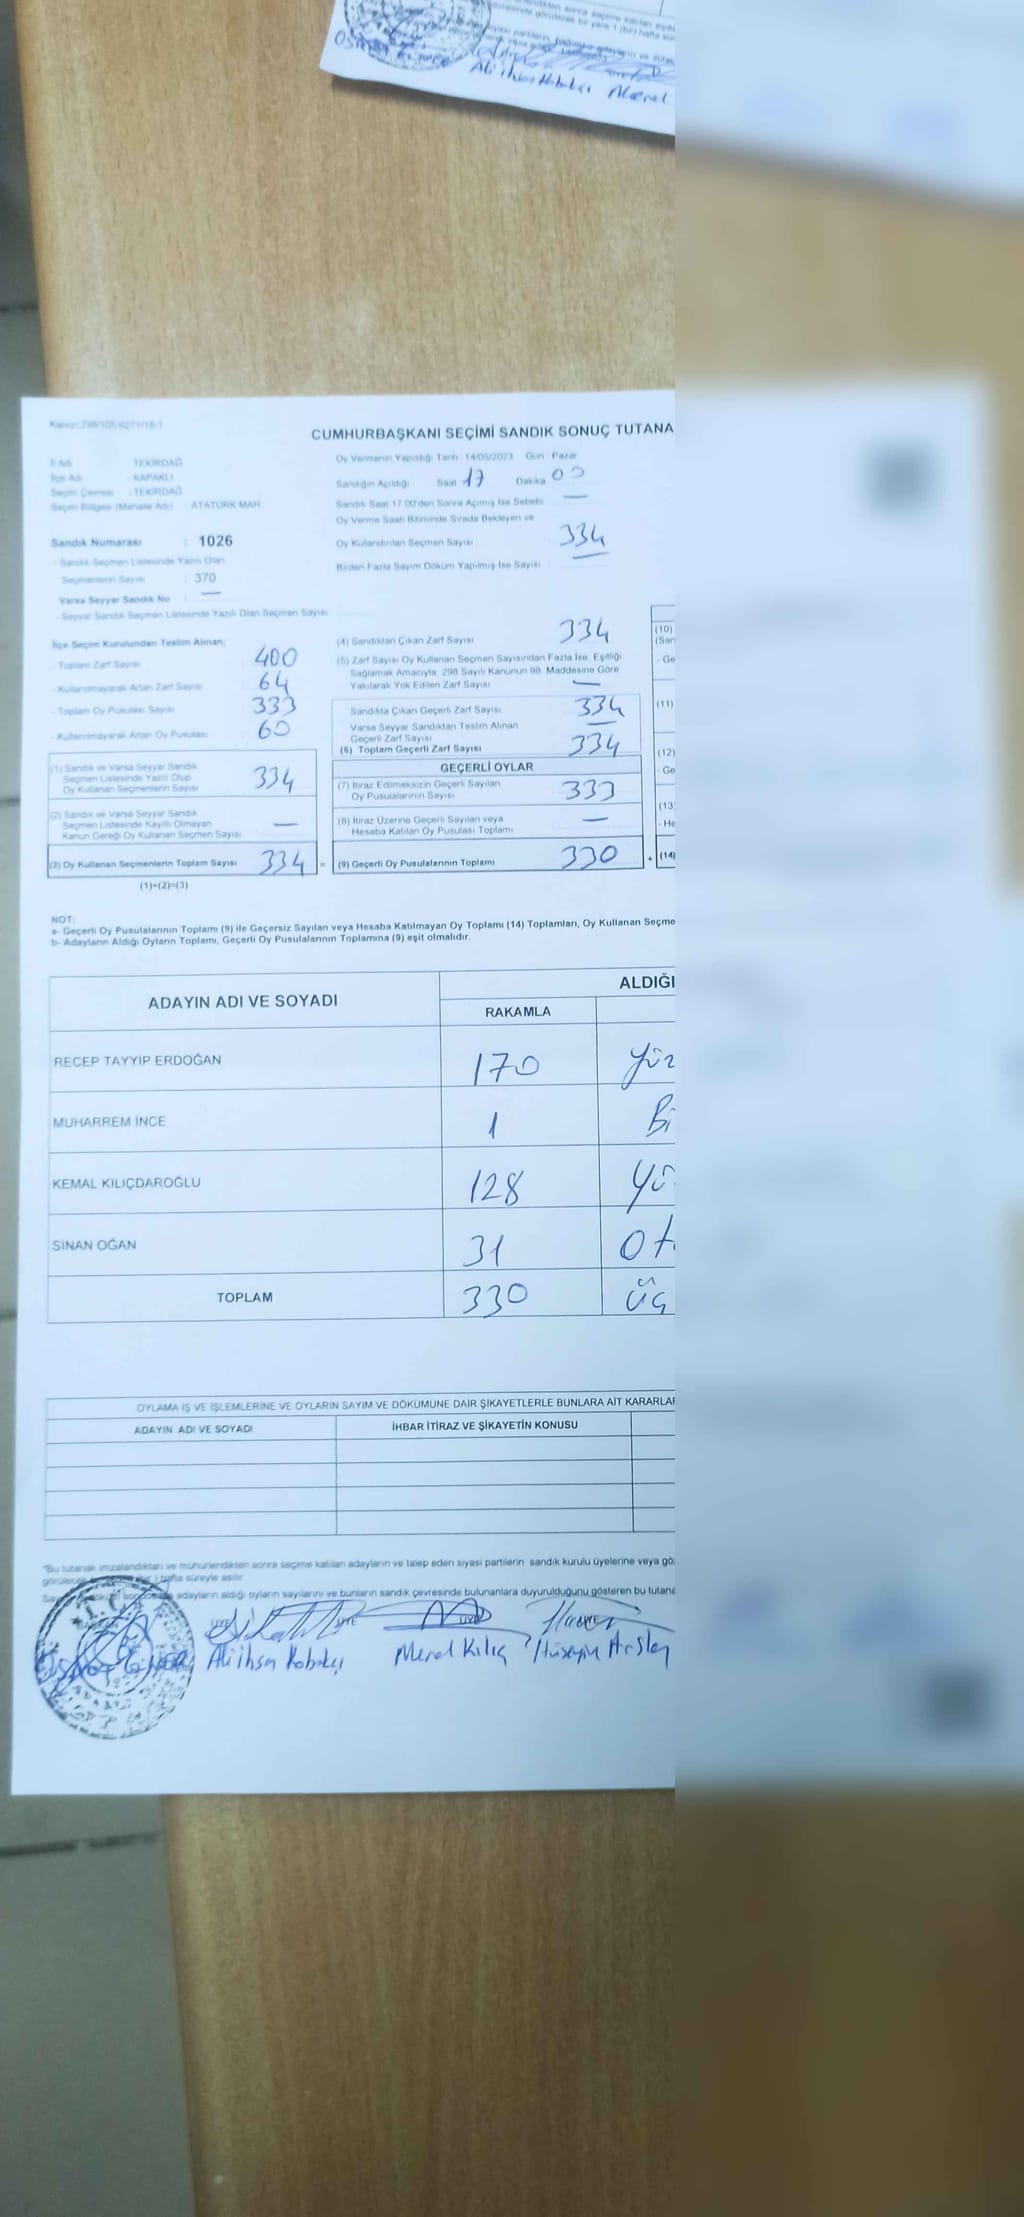 Ali ihsan Kabakçı Meral
Kanun:298/105,6271/18-1
CUMHURBAŞKANI SEÇİMİ SANDIK SONUÇ TUTANA
İl Adı TEKİRDAĞ
İlçe Adı KAPAKLI
Seçim Çevresi : TEKİRDAĞ
Seçim Bölgesi (Mahalle Adı) ATATÜRK MAH.
Sandık Numarası : 1026
- Sandık Seçmen Listesinde Yazılı Olan
Seçmenlerin Sayısı : 370
Varsa Seyyar Sandık No : —
- Seyyar Sandık Seçmen Listesinde Yazılı Olan Seçmen Sayısı
Oy Vermenin Yapıldığı Tarih :14/05/2023 Gün : Pazar
Sandığın Açıldığı Saat 17 Dakika 00
Sandık Saat 17:00'den Sonra Açımış İse Sebebi —
Oy Verme Saati Bitiminde Sırada Bekleyen ve
Oy Kullandırılan Seçmen Sayısı 334
Birden Fazla Sayım Döküm Yapılmış İse Sayısı —
İlçe Seçim Kurulundan Teslim Alınan;
- Toplam Zarf Sayısı 400
- Kullanılmayarak Artan Zarf Sayısı 64
- Toplam Oy Pusulası Sayısı 333
- Kullanılmayarak Artan Oy Pusulası 60
(1) Sandık ve Varsa Seyyar Sandık
Seçmen Listesinde Yazılı Olup
Oy Kullanan Seçmenlerin Sayısı 334
(2) Sandık ve Varsa Seyyar Sandık
Seçmen Listesinde Kayıtlı Olmayan
Kanun Gereği Oy Kullanan Seçmen Sayısı —
(3) Oy Kullanan Seçmenlerin Toplam Sayısı 334 =
(1)+(2)=(3)
(4) Sandıktan Çıkan Zarf Sayısı 334
(5) Zarf Sayısı Oy Kullanan Seçmen Sayısından Fazla İse, Eşitliği
Sağlamak Amacıyla, 298 Sayılı Kanunun 98. Maddesine Göre
Yakılarak Yok Edilen Zarf Sayısı —
Sandıkta Çıkan Geçerli Zarf Sayısı 334
Varsa Seyyar Sandıktan Teslim Alınan
Geçerli Zarf Sayısı —
(6) Toplam Geçerli Zarf Sayısı 334
GEÇERLİ OYLAR
(7) İtiraz Edilmeksizin Geçerli Sayılan
Oy Pusulalarının Sayısı 333
(8) İtiraz Üzerine Geçerli Sayılan veya
Hesaba Katılan Oy Pusulası Toplamı —
(9) Geçerli Oy Pusulalarının Toplamı 330 +
(10)
(San
- Ge
(11)
(12)
- Ge
(13
- He
(14)
NOT:
a- Geçerli Oy Pusulalarının Toplamı (9) ile Geçersiz Sayılan veya Hesaba Katılmayan Oy Toplamı (14) Toplamları, Oy Kullanan Seçme
b- Adayların Aldığı Oyların Toplamı, Geçerli Oy Pusulalarının Toplamına (9) eşit olmalıdır.
ADAYIN ADI VE SOYADI ALDIĞI
RAKAMLA
RECEP TAYYİP ERDOĞAN 170 yüz
MUHARREM İNCE 1 Bi
KEMAL KILIÇDAROĞLU 128 yü
SİNAN OĞAN 31 ot
TOPLAM 330 üç
OYLAMA İŞ VE İŞLEMLERİNE VE OYLARIN SAYIM VE DÖKÜMÜNE DAİR ŞİKAYETLERLE BUNLARA AİT KARARLAR
ADAYIN ADI VE SOYADI İHBAR İTİRAZ VE ŞİKAYETİN KONUSU
*Bu tutanak imzalandıktan ve mühürlendikten sonra seçime katılan adayların ve talep eden siyasi partilerin sandık kurulu üyelerine veya gö
hafta süreyle asılır.
adayların aldığı oyların sayılarını ve bunların sandık çevresinde bulunanlara duyurulduğunu gösteren bu tutana
ÜYE ÜYE ÜYE
Ali ihsan Kabakçı Meral Kılıç Hüseyin Arslan